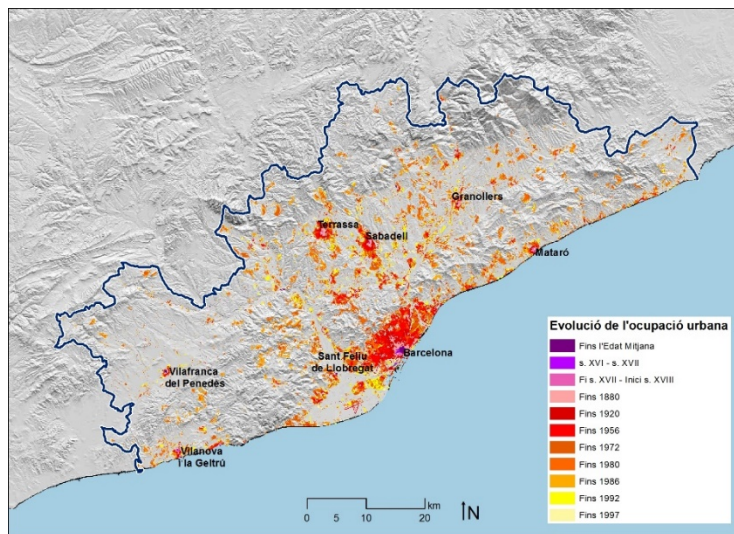 Granollers
Terrassa
Sabadell
Mataró
Sant Feliu
de Llobregat
Barcelona
Vilafranca
del Penedès
Vilanova
i la Geltrú
Evolució de l'ocupació urbana
Fins l'Edat Mitjana
s. XVI - s. XVII
Fi s. XVII - Inici s. XVIII
Fins 1880
Fins 1920
Fins 1956
Fins 1972
Fins 1980
Fins 1986
Fins 1992
Fins 1997
km
0 5 10 20
N